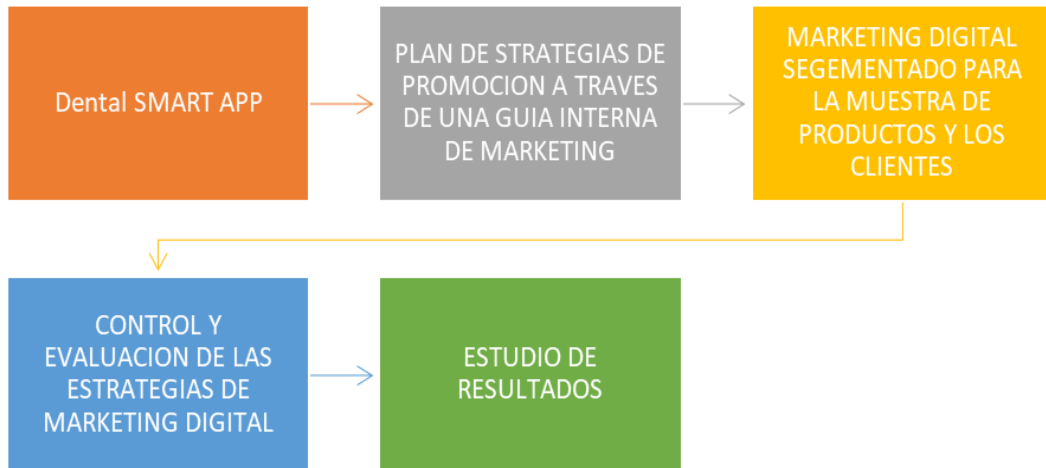 Dental SMART APP
PLAN DE STRATEGIAS DE
PROMOCION A TRAVES
DE UNA GUIA INTERNA
DE MARKETING
MARKETING DIGITAL
SEGEMENTADO PARA
LA MUESTRA DE
PRODUCTOS Y LOS
CLIENTES
CONTROL Y
EVALUACION DE LAS
ESTRATEGIAS DE
MARKETING DIGITAL
ESTUDIO DE
RESULTADOS